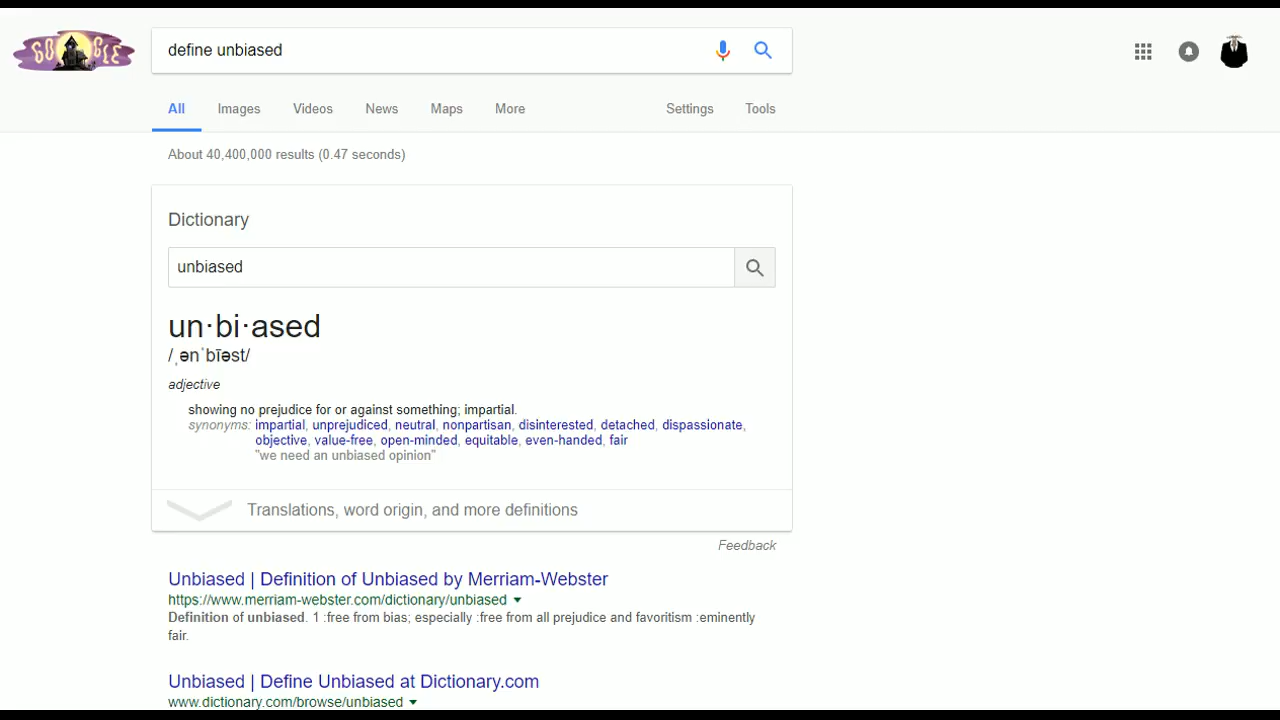 GOOGLE
define unbiased
All Images Videos News Maps More Settings Tools
About 40,400,000 results (0.47 seconds)
Dictionary
unbiased
un·bi·ased
/ˌənˈbīəst/
adjective
showing no prejudice for or against something; impartial.
synonyms: impartial, unprejudiced, neutral, nonpartisan, disinterested, detached, dispassionate,
objective, value-free, open-minded, equitable, even-handed, fair
"we need an unbiased opinion"
Translations, word origin, and more definitions
Feedback
Unbiased | Definition of Unbiased by Merriam-Webster
https://www.merriam-webster.com/dictionary/unbiased
Definition of unbiased. 1 :free from bias; especially :free from all prejudice and favoritism :eminently
fair.
Unbiased | Define Unbiased at Dictionary.com
www.dictionary.com/browse/unbiased